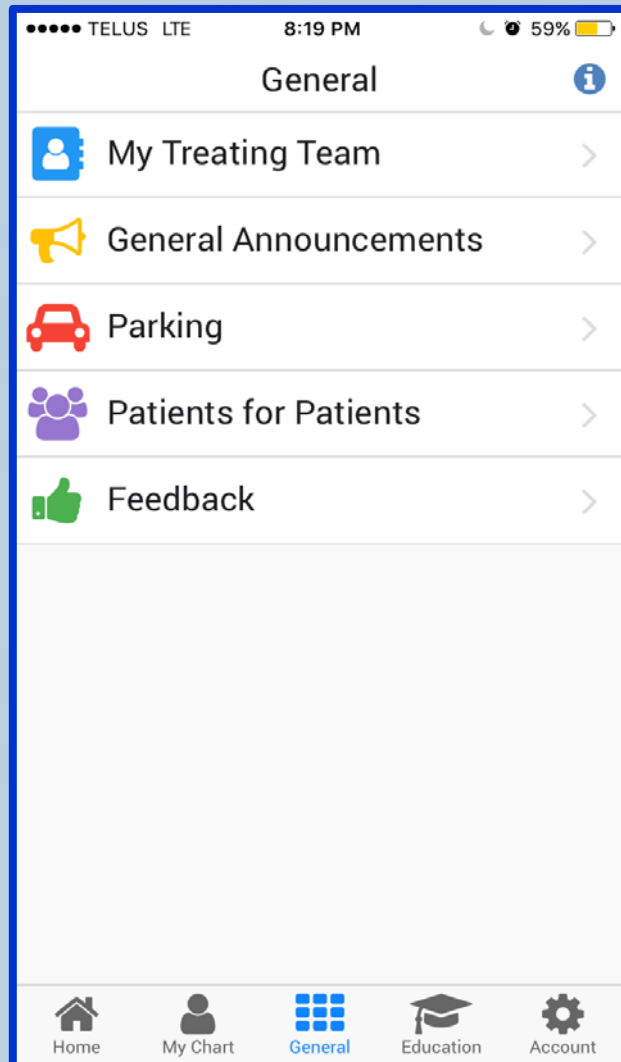 ●●●●● TELUS LTE 8:19 PM 59%
General
My Treating Team
General Announcements
Parking
Patients for Patients
Feedback
Home My Chart General Education Account